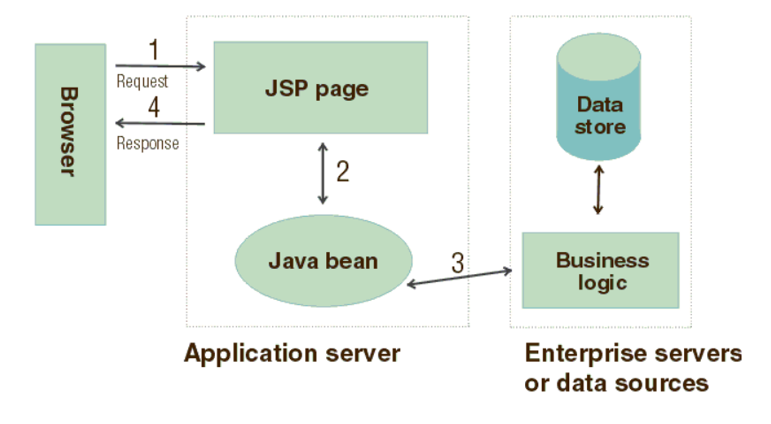 Browser
1
Request
4
Response
JSP page
2
Java bean
3
Data
store
Business
logic
Application server
Enterprise servers
or data sources